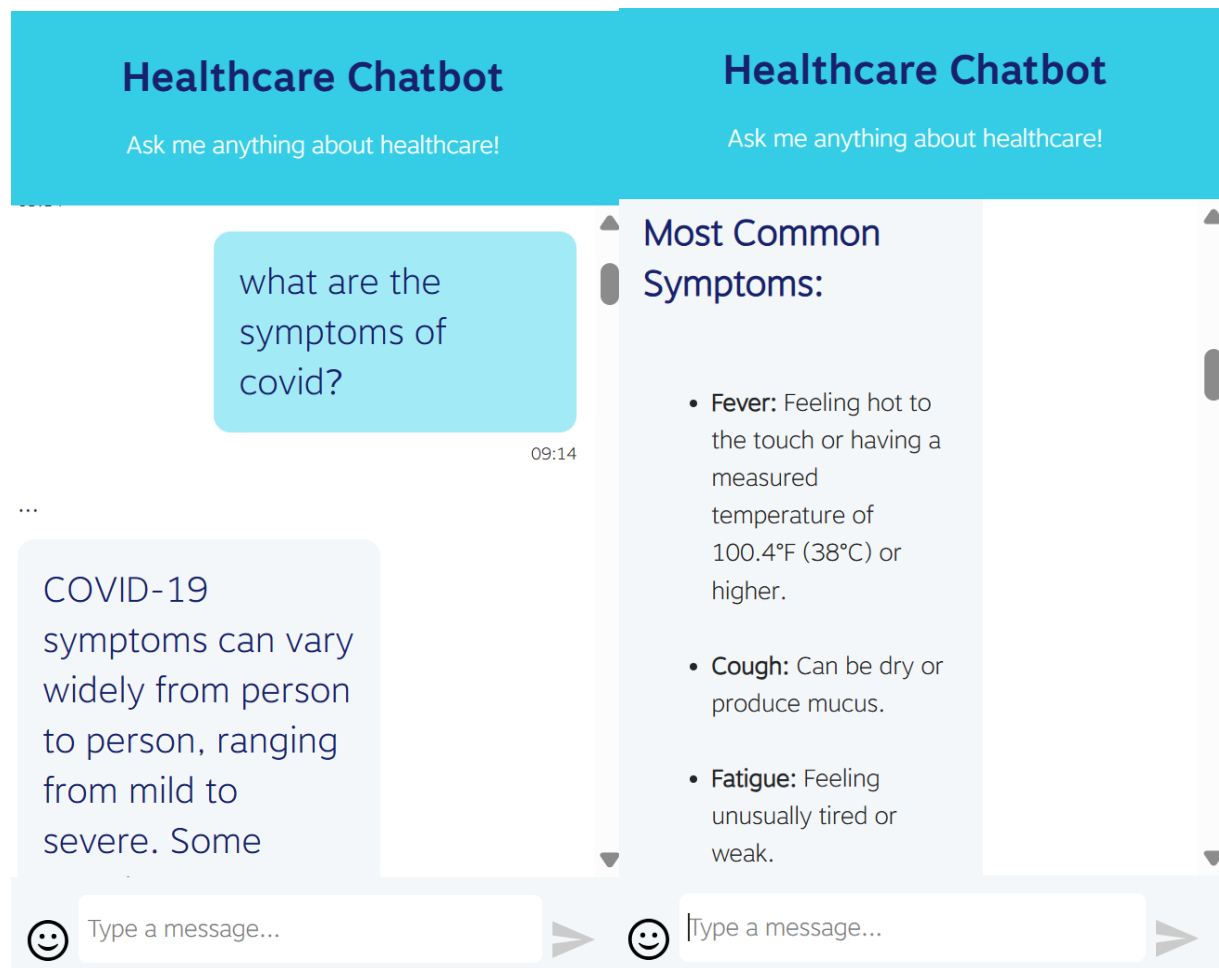 Healthcare Chatbot
Ask me anything about healthcare!
what are the
symptoms of
covid?
09:14
...
COVID-19
symptoms can vary
widely from person
to person, ranging
from mild to
severe. Some
Type a message...
Healthcare Chatbot
Ask me anything about healthcare!
Most Common
Symptoms:
• Fever: Feeling hot to
the touch or having a
measured
temperature of
100.4°F (38°C) or
higher.
• Cough: Can be dry or
produce mucus.
• Fatigue: Feeling
unusually tired or
weak.
Type a message...